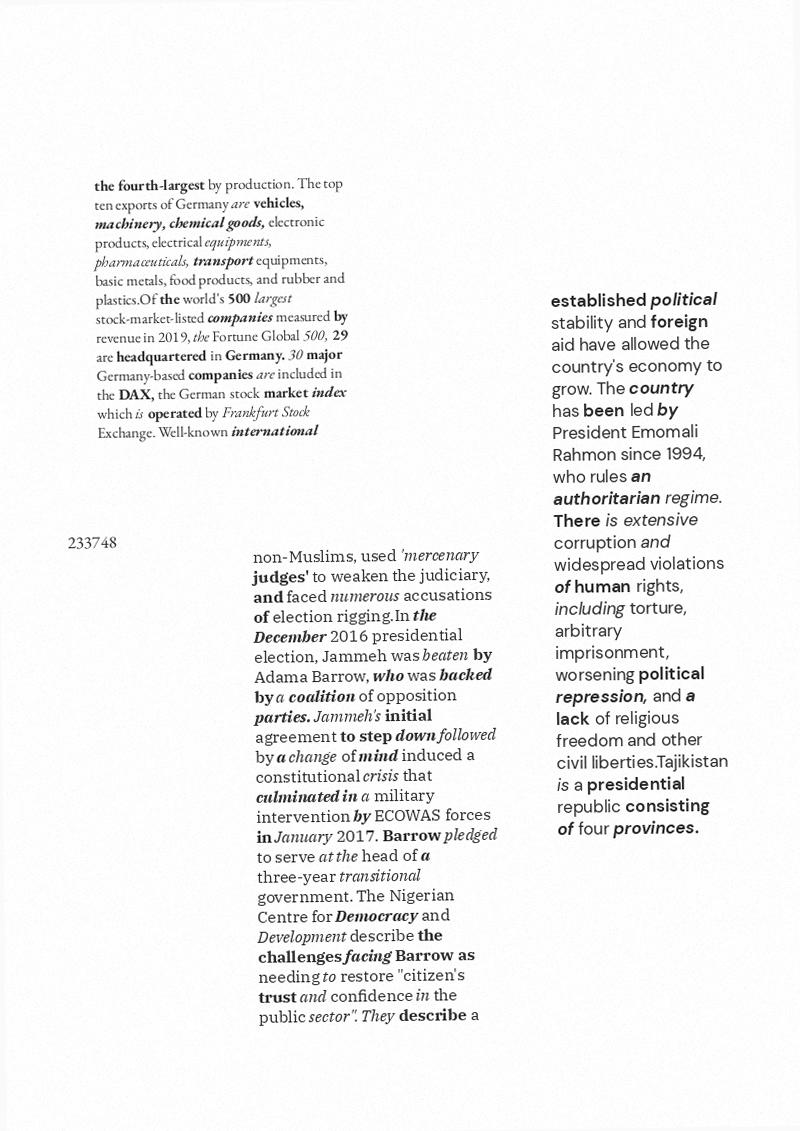 the fourth-largest by production. The top
ten exports of Germany are vehicles,
machinery, chemical goods, electronic
products, electrical equipments,
pharmaceuticals, transport equipments,
basic metals, food products, and rubber and
plastics.Of the world's 500 largest
stock-market-listed companies measured by
revenue in 2019, the Fortune Global 500, 29
are headquartered in Germany. 30 major
Germany-based companies are included in
the DAX, the German stock market index
which is operated by Frankfurt Stock
Exchange. Well-known international
233748
non-Muslims, used 'mercenary
judges' to weaken the judiciary,
and faced numerous accusations
of election rigging.In the
December 2016 presidential
election, Jammeh was beaten by
Adama Barrow, who was backed
by a coalition of opposition
parties. Jammeh's initial
agreement to step down followed
by a change of mind induced a
constitutional crisis that
culminated in a military
intervention by ECOWAS forces
in January 2017. Barrow pledged
to serve at the head of a
three-year transitional
government. The Nigerian
Centre for Democracy and
Development describe the
challenges facing Barrow as
needing to restore "citizen's
trust and confidence in the
public sector". They describe a
established political
stability and foreign
aid have allowed the
country's economy to
grow. The country
has been led by
President Emomali
Rahmon since 1994,
who rules an
authoritarian regime.
There is extensive
corruption and
widespread violations
of human rights,
including torture,
arbitrary
imprisonment,
worsening political
repression, and a
lack of religious
freedom and other
civil liberties.Tajikistan
is a presidential
republic consisting
of four provinces.